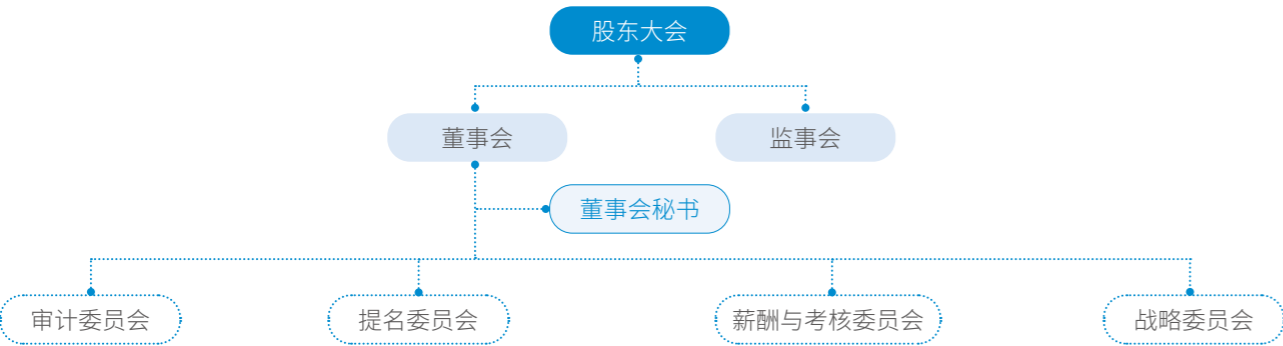 股东大会
董事会
监事会
董事会秘书
审计委员会
提名委员会
薪酬与考核委员会
战略委员会